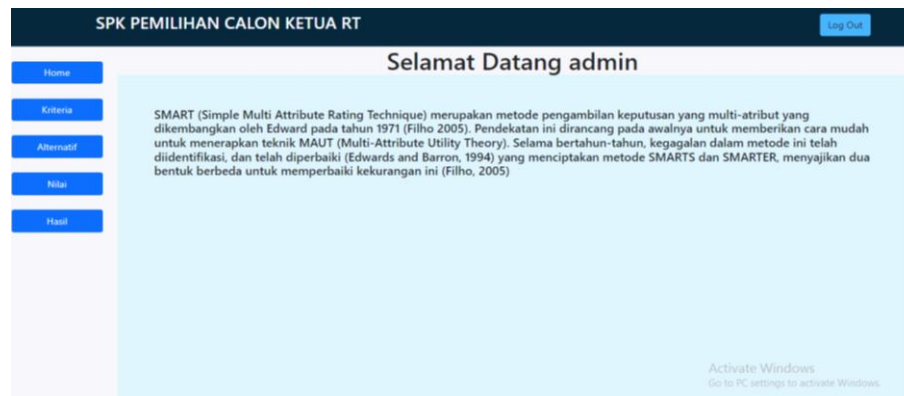 SPK PEMILIHAN CALON KETUA RT
Log Out
Selamat Datang admin
Home
Kriteria
Alternatif
Nilai
Hasil
SMART (Simple Multi Attribute Rating Technique) merupakan metode pengambilan keputusan yang multi-atribut yang
dikembangkan oleh Edward pada tahun 1971 (Filho 2005). Pendekatan ini dirancang pada awalnya untuk memberikan cara mudah
untuk menerapkan teknik MAUT (Multi-Attribute Utility Theory). Selama bertahun-tahun, kegagalan dalam metode ini telah
diidentifikasi, dan telah diperbaiki (Edwards and Barron, 1994) yang menciptakan metode SMARTS dan SMARTER, menyajikan dua
bentuk berbeda untuk memperbaiki kekurangan ini (Filho, 2005)
Activate Windows
Go to PC settings to activate Windows.